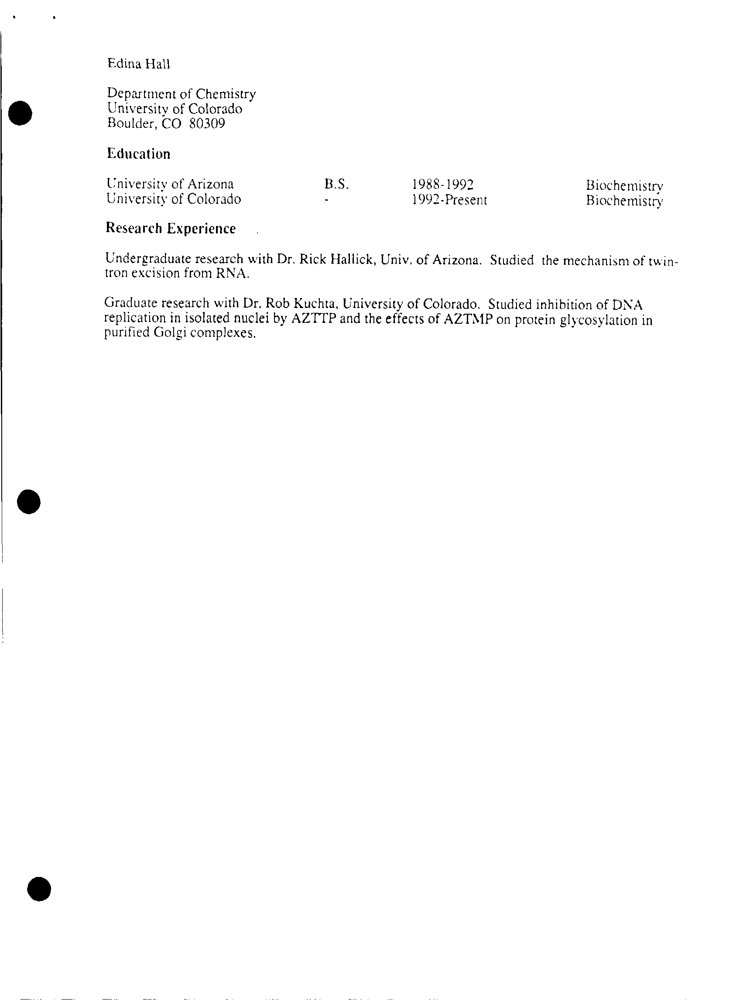 Edina Hall
Department of Chemistry
University of Colorado
Boulder, CO 80309
Education
University of Arizona B.S. 1988-1992 Biochemistry
University of Colorado - 1992-Present Biochemistry
Research Experience
Undergraduate research with Dr. Rick Hallick, Univ. of Arizona. Studied the mechanism of twin-
tron excision from RNA.
Graduate research with Dr. Rob Kuchta, University of Colorado. Studied inhibition of DNA
replication in isolated nuclei by AZTTP and the effects of AZTMP on protein glycosylation in
purified Golgi complexes.